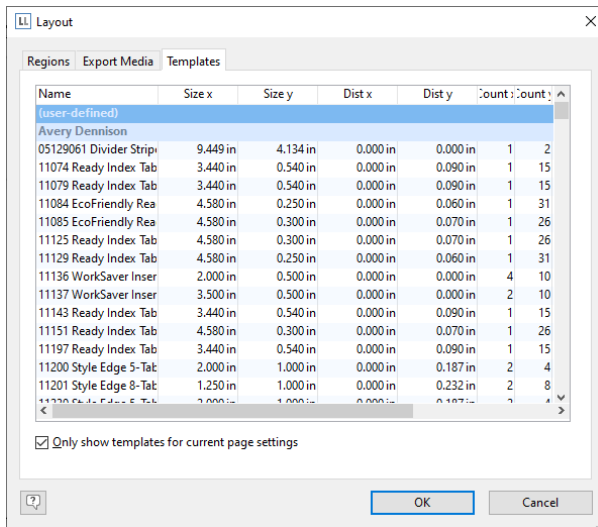 LL Layout
Regions Export Media Templates
Name Size x Size y Dist x Dist y Count
(user-defined)
Avery Dennison
05129061 Divider Strip 9.449 in 4.134 in 0.000 in 0.000 in 1 2
11074 Ready Index Tab 3.440 in 0.540 in 0.000 in 0.090 in 1 15
11079 Ready Index Tab 3.440 in 0.540 in 0.000 in 0.090 in 1 15
11084 EcoFriendly Rea 4.580 in 0.250 in 0.000 in 0.060 in 1 31
11085 EcoFriendly Rea 4.580 in 0.300 in 0.000 in 0.070 in 1 26
11125 Ready Index Tab 4.580 in 0.300 in 0.000 in 0.070 in 1 26
11129 Ready Index Tab 4.580 in 0.250 in 0.000 in 0.060 in 1 31
11136 WorkSaver Inser 2.000 in 0.500 in 0.000 in 0.000 in 4 10
11137 WorkSaver Inser 3.500 in 0.500 in 0.000 in 0.000 in 2 10
11143 Ready Index Tab 3.440 in 0.540 in 0.000 in 0.090 in 1 15
11151 Ready Index Tab 4.580 in 0.300 in 0.000 in 0.070 in 1 26
11197 Ready Index Tab 3.440 in 0.540 in 0.000 in 0.090 in 1 15
11200 Style Edge 5-Tab 2.000 in 1.000 in 0.000 in 0.187 in 2 4
11201 Style Edge 8-Tab 1.250 in 1.000 in 0.000 in 0.232 in 2 8
Only show templates for current page settings
OK Cancel